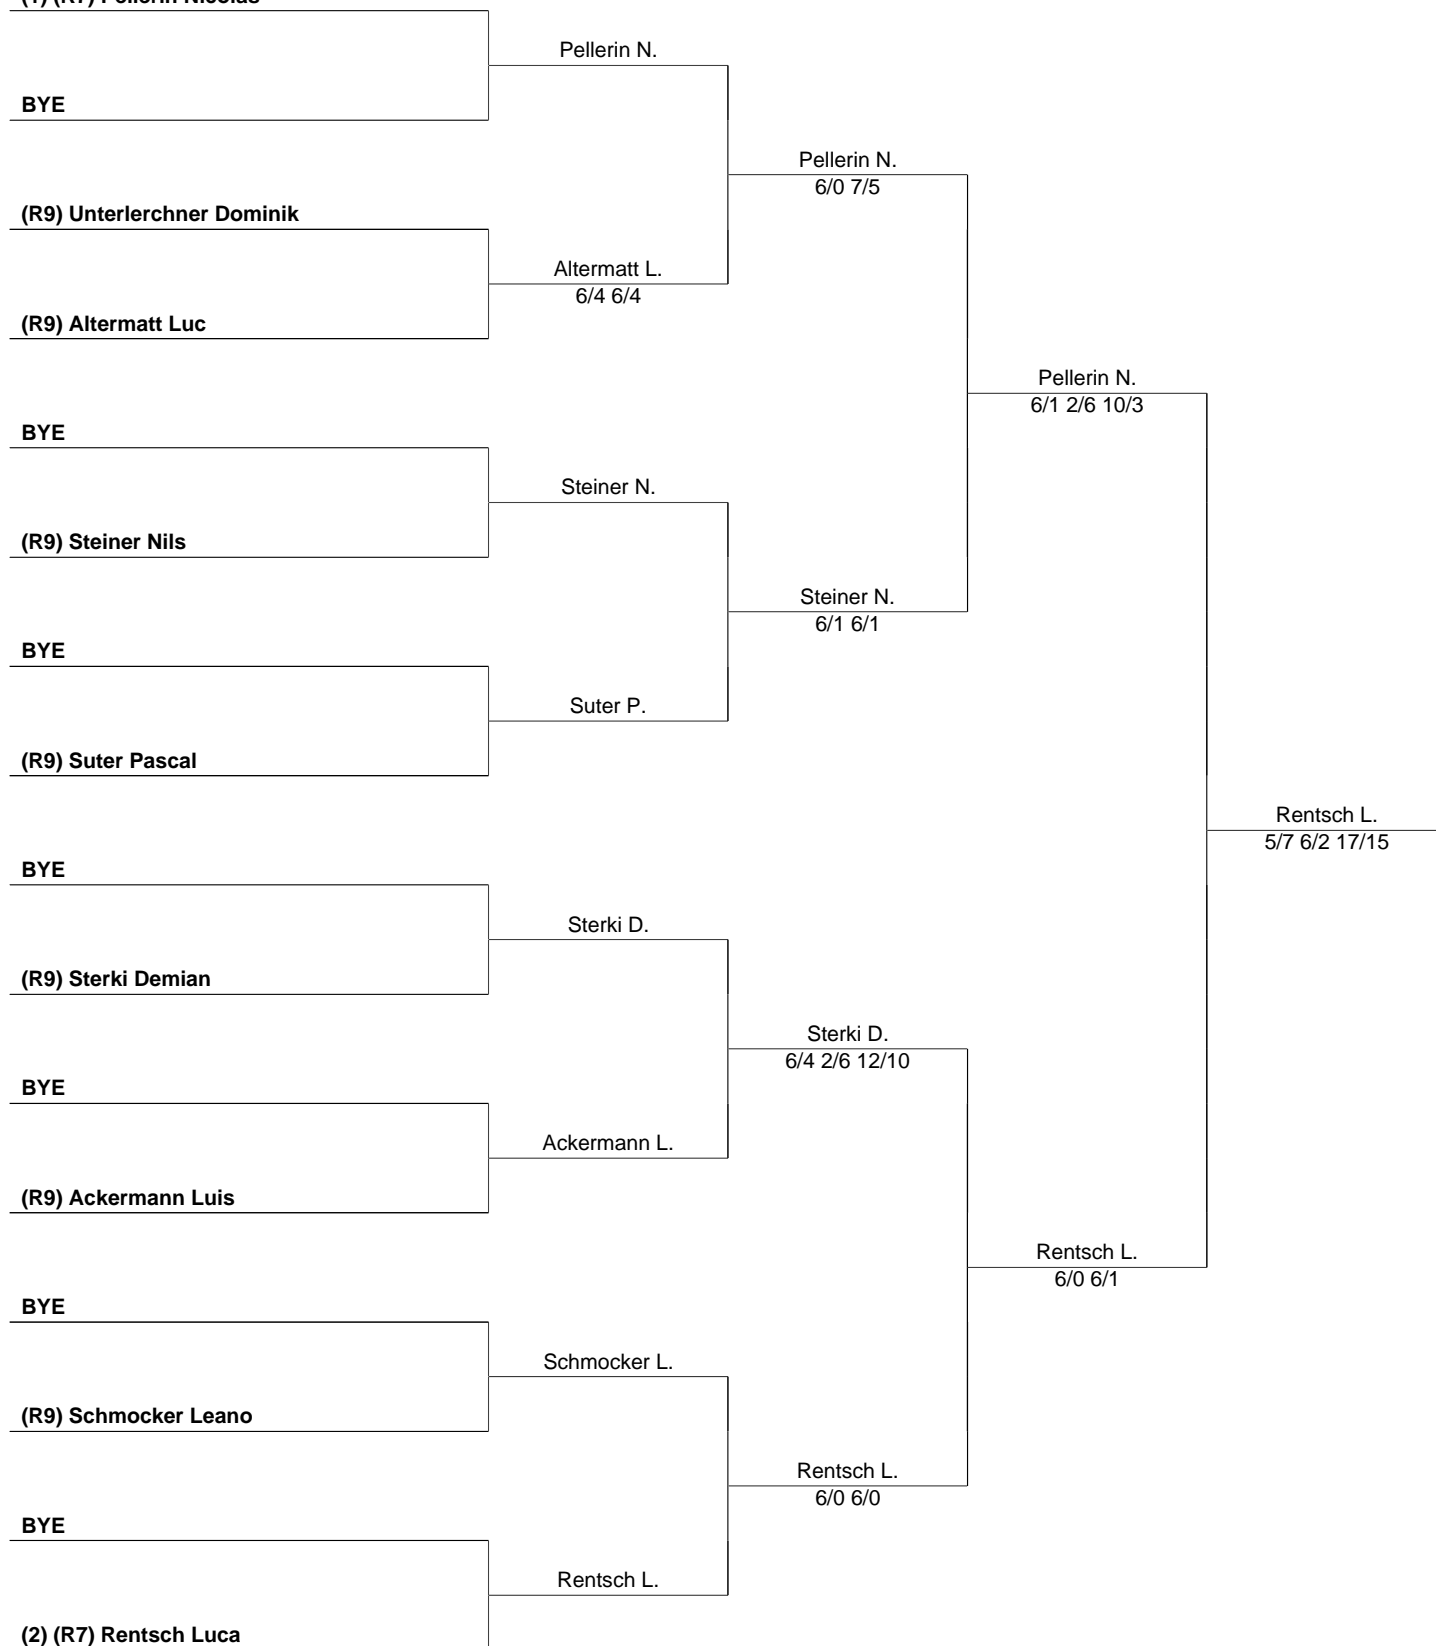 (1) (R7) Pellerin Nicolas
Pellerin N.
BYE
Pellerin N.
6/0 7/5
(R9) Unterlerchner Dominik
Altermatt L.
6/4 6/4
(R9) Altermatt Luc
Pellerin N.
6/1 2/6 10/3
BYE
Steiner N.
(R9) Steiner Nils
Steiner N.
6/1 6/1
BYE
Suter P.
(R9) Suter Pascal
Rentsch L.
5/7 6/2 17/15
BYE
Sterki D.
(R9) Sterki Demian
Sterki D.
6/4 2/6 12/10
BYE
Ackermann L.
(R9) Ackermann Luis
Rentsch L.
6/0 6/1
BYE
Schmocker L.
(R9) Schmocker Leano
Rentsch L.
6/0 6/0
BYE
Rentsch L.
(2) (R7) Rentsch Luca